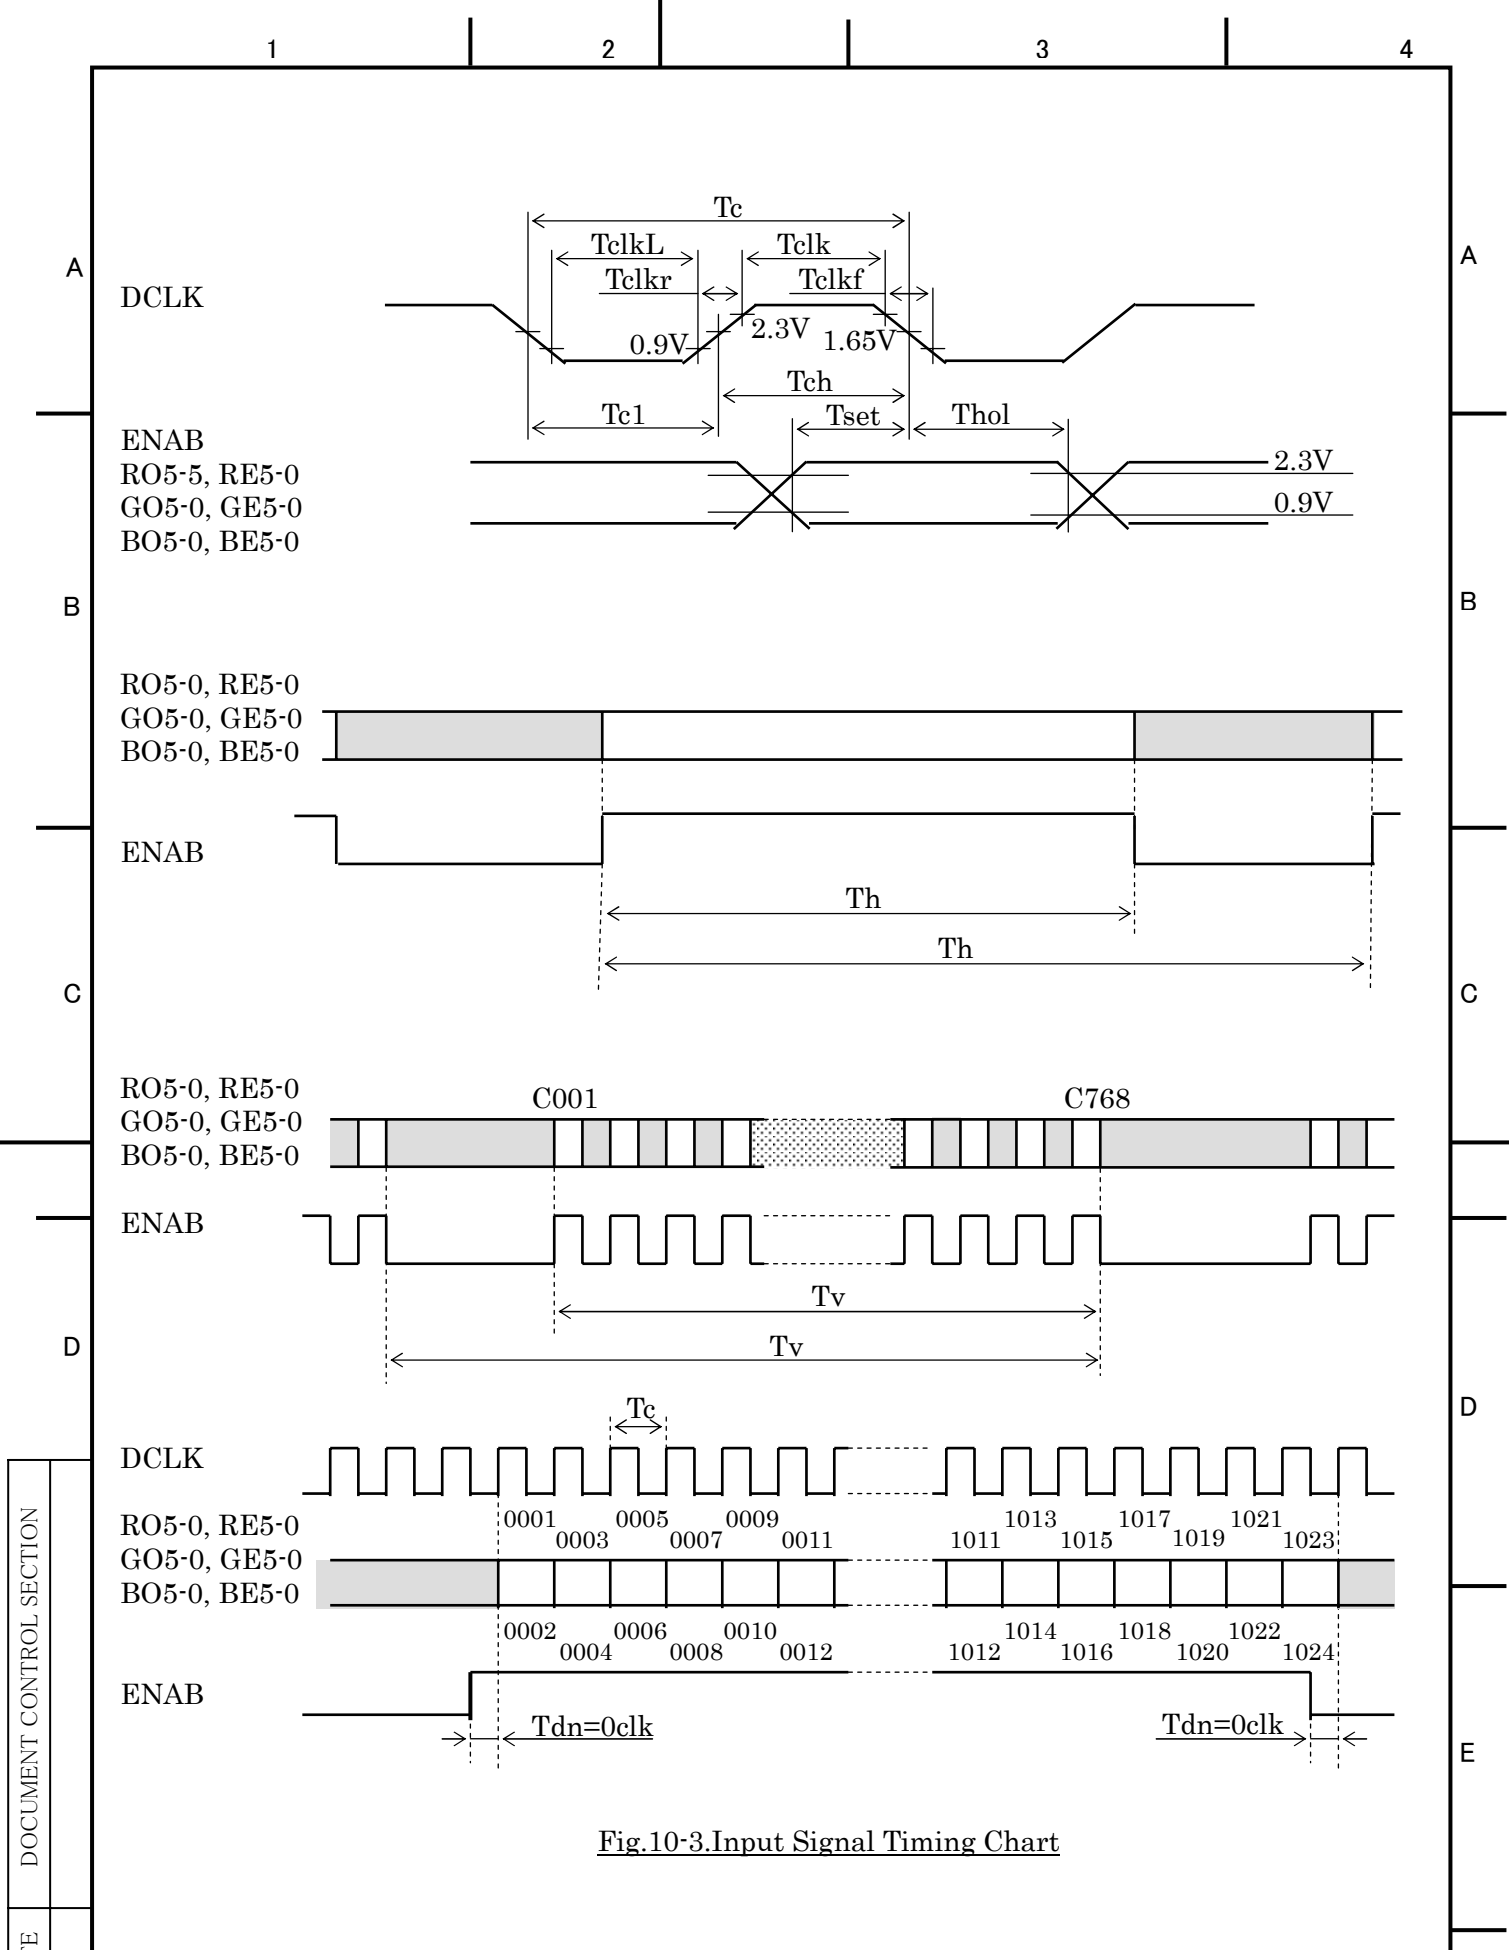 1 2 3 4
Tc
TclkL Tclk
A A
Tclkr Tclkf
DCLK
2.3V 1.65V
0.9V
Tch
Tc1 Tset Thol
ENAB
2.3V
RO5-5, RE5-0
0.9V
GO5-0, GE5-0
BO5-0, BE5-0
B B
RO5-0, RE5-0
GO5-0, GE5-0
BO5-0, BE5-0
ENAB
Th
Th
C C
RO5-0, RE5-0 C001 C768
GO5-0, GE5-0
BO5-0, BE5-0
ENAB
Tv
D Tv
Tc D
DCLK
0001 0005 0009 1013 1017 1021
RO5-0, RE5-0
0003 0007 0011 1011 1015 1019 1023
GO5-0, GE5-0
BO5-0, BE5-0
0002 0006 0010 1014 1018 1022
0004 0008 0012 1012 1016 1020 1024
ENAB
Tdn=0clk Tdn=0clk
E
Fig.10-3.Input Signal Timing Chart
DOCUMENT CONTROL SECTION